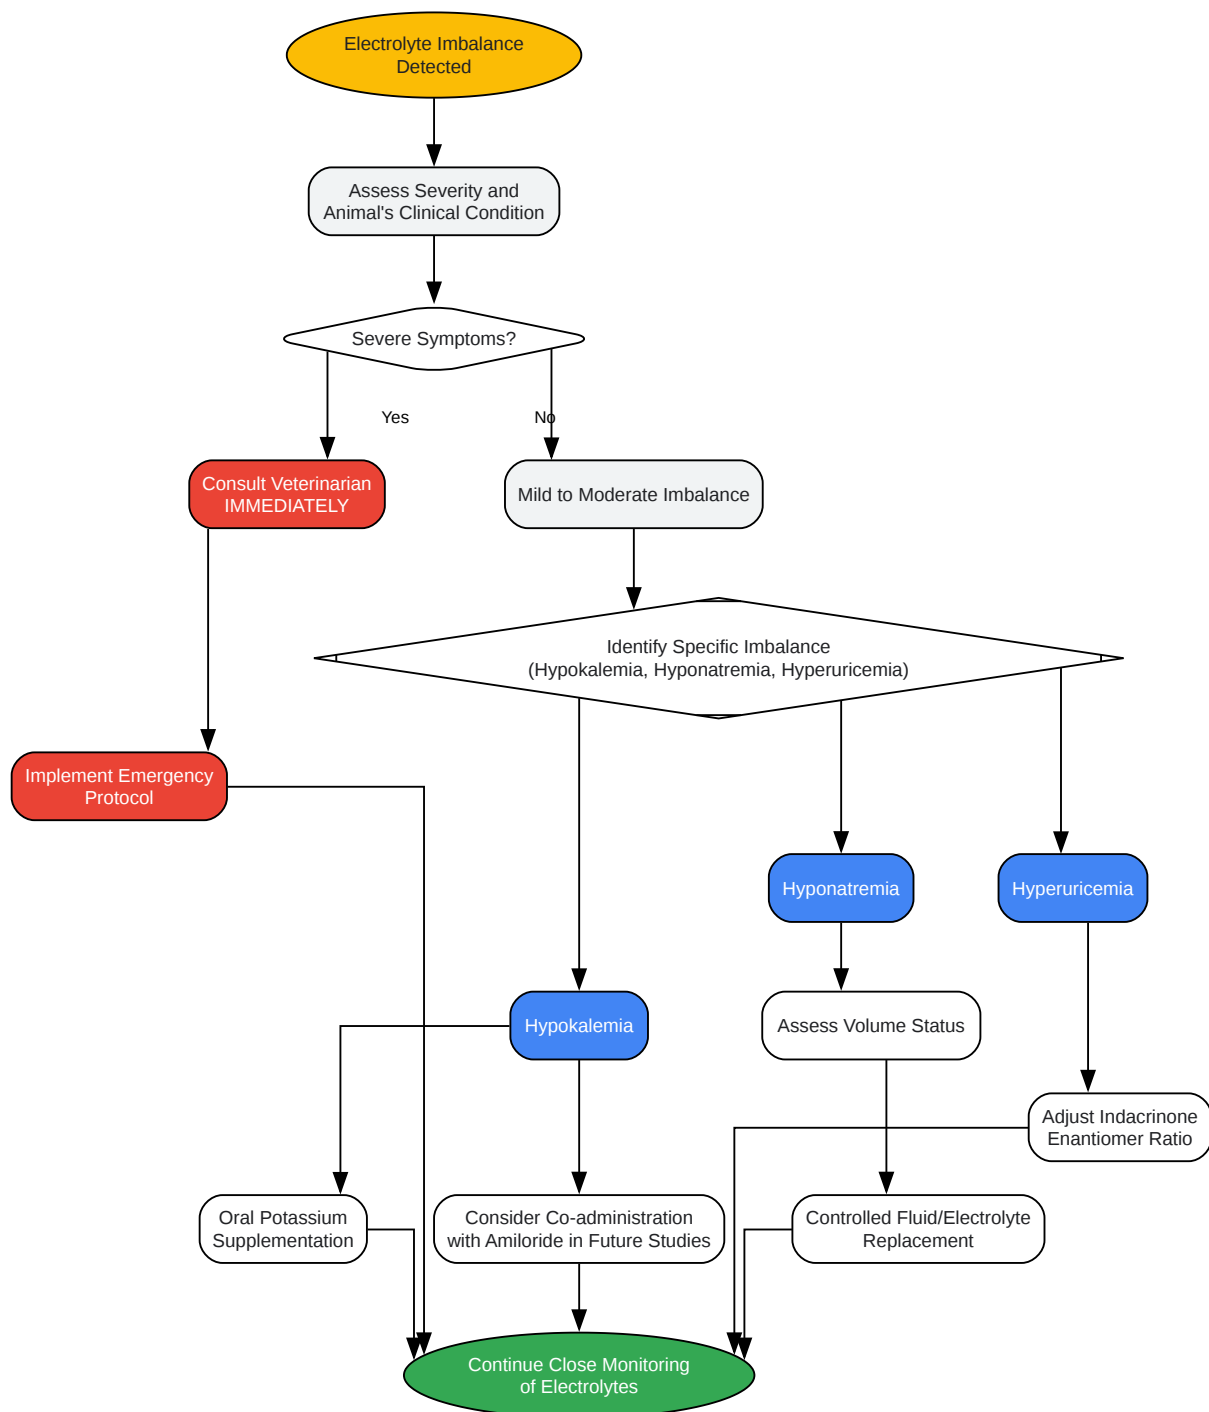 Electrolyte Imbalance
Detected
Assess Severity and
Animal's Clinical Condition
Severe Symptoms?
Yes
No
Consult Veterinarian
IMMEDIATELY
Mild to Moderate Imbalance
Identify Specific Imbalance
(Hypokalemia, Hyponatremia, Hyperuricemia)
Implement Emergency
Protocol
Hyponatremia
Hyperuricemia
Hypokalemia
Assess Volume Status
Adjust Indacrinone
Enantiomer Ratio
Oral Potassium
Supplementation
Consider Co-administration
with Amiloride in Future Studies
Controlled Fluid/Electrolyte
Replacement
Continue Close Monitoring
of Electrolytes